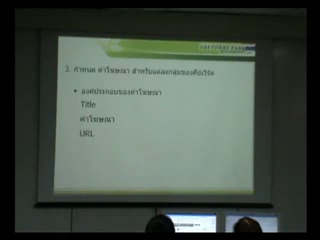 3. กำหนด คำโฆษณา สำหรับแต่ละกลุ่มของคีย์เวิร์ด
• องค์ประกอบของคำโฆษณา
Title
คำโฆษณา
URL